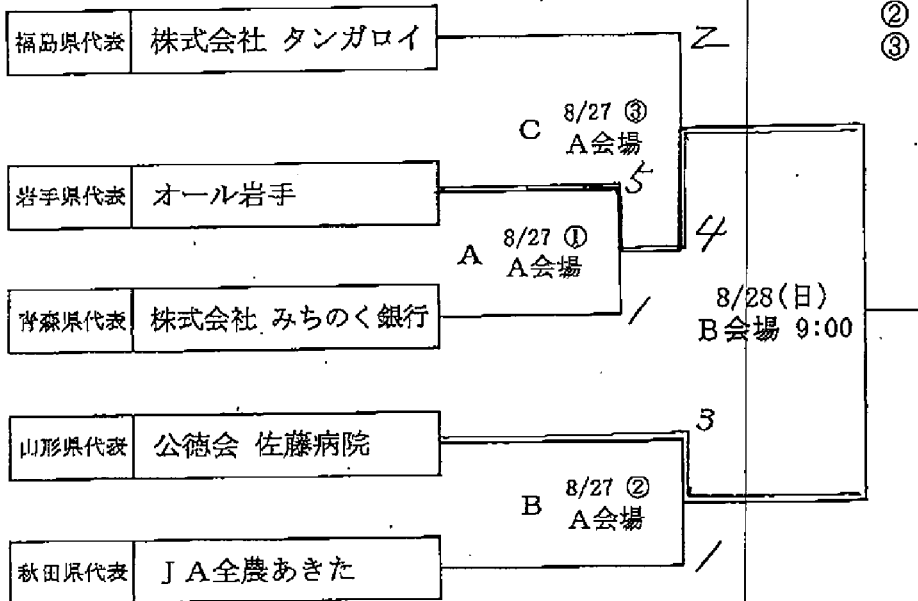 ②
③
福島県代表 株式会社 タンガロイ
2
C 8/27 ③
A会場
岩手県代表 オール岩手
5
A 8/27 ①
A会場
4
青森県代表 株式会社 みちのく銀行
1
8/28(日)
B会場 9:00
山形県代表 公徳会 佐藤病院
3
B 8/27 ②
A会場
秋田県代表 JA全農あきた
1